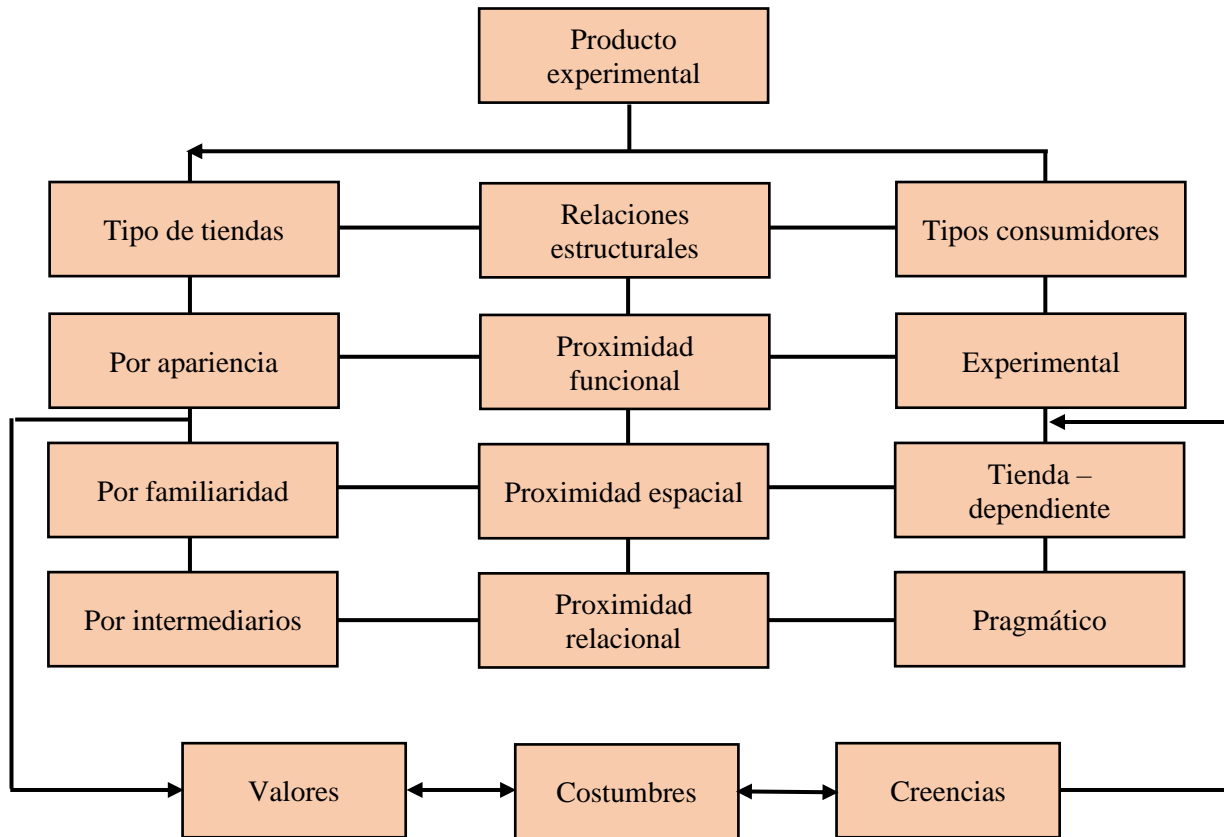 Producto
experimental
Tipo de tiendas
Relaciones
estructurales
Tipos consumidores
Por apariencia
Proximidad
funcional
Experimental
Por familiaridad
Proximidad espacial
Tienda –
dependiente
Por intermediarios
Proximidad
relacional
Pragmático
Valores
Costumbres
Creencias